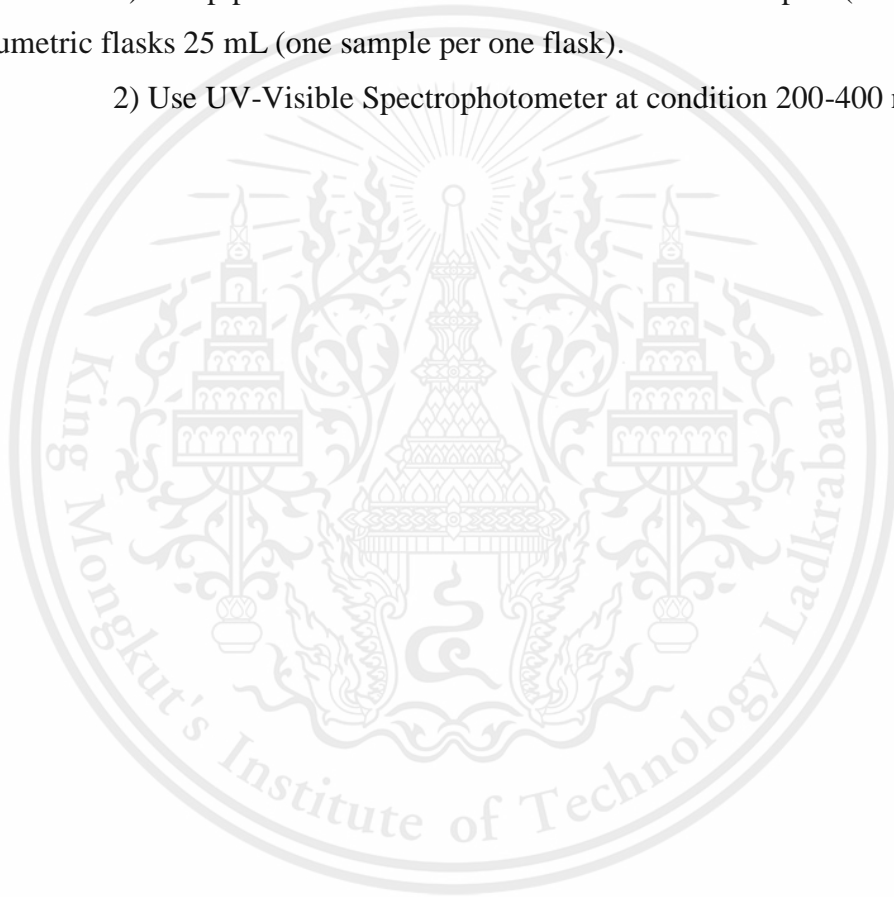 umetric flasks 25 mL (one sample per one flask).
2) Use UV-Visible Spectrophotometer at condition 200-400
King Mongkut's Institute of Technology Ladkrabang